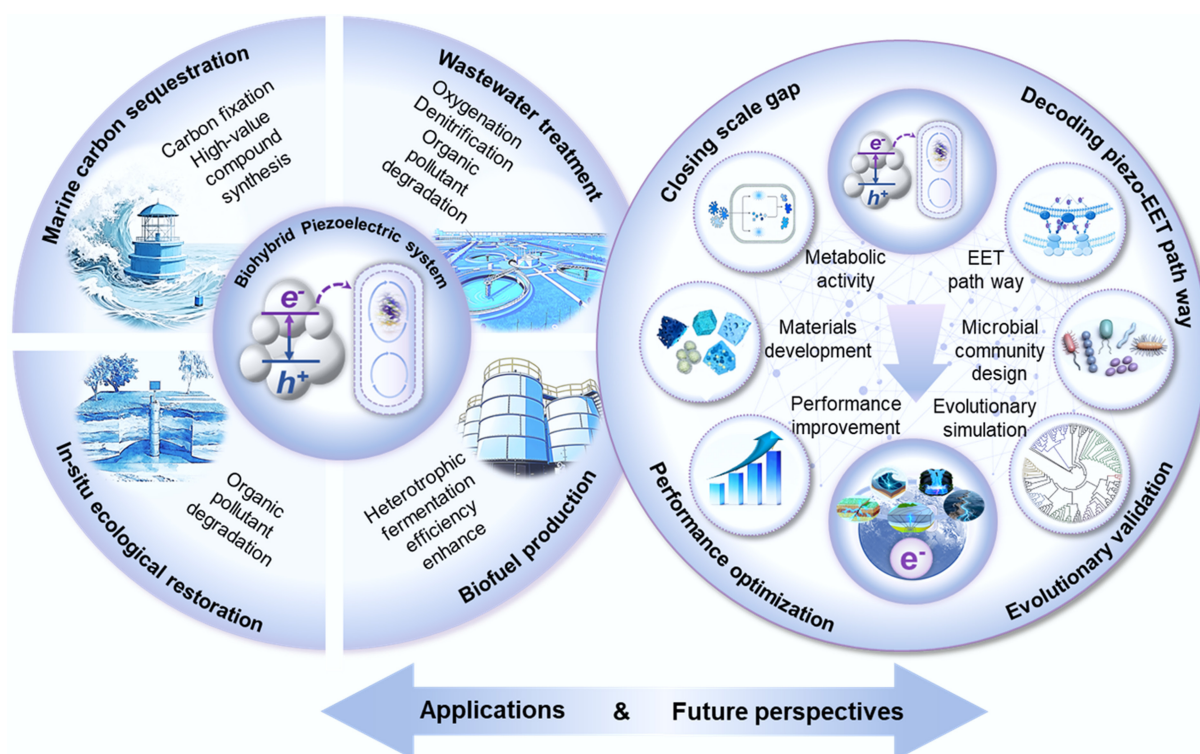 Marine carbon sequestration
Carbon fixation
High-value
compound
synthesis
Wastewater treatment
Oxygenation
Denitrification
Organic
pollutant
degradation
Biohybrid Piezoelectric system
e-
h+
In-situ ecological restoration
Organic
pollutant
degradation
Biofuel production
Heterotrophic
fermentation
efficiency
enhance
Closing scale gap
Decoding piezo-EET path way
e-
h+
Metabolic
activity
EET
path way
Materials
development
Microbial
community
design
Performance
improvement
Evolutionary
simulation
Performance optimization
Evolutionary validation
e-
Applications & Future perspectives